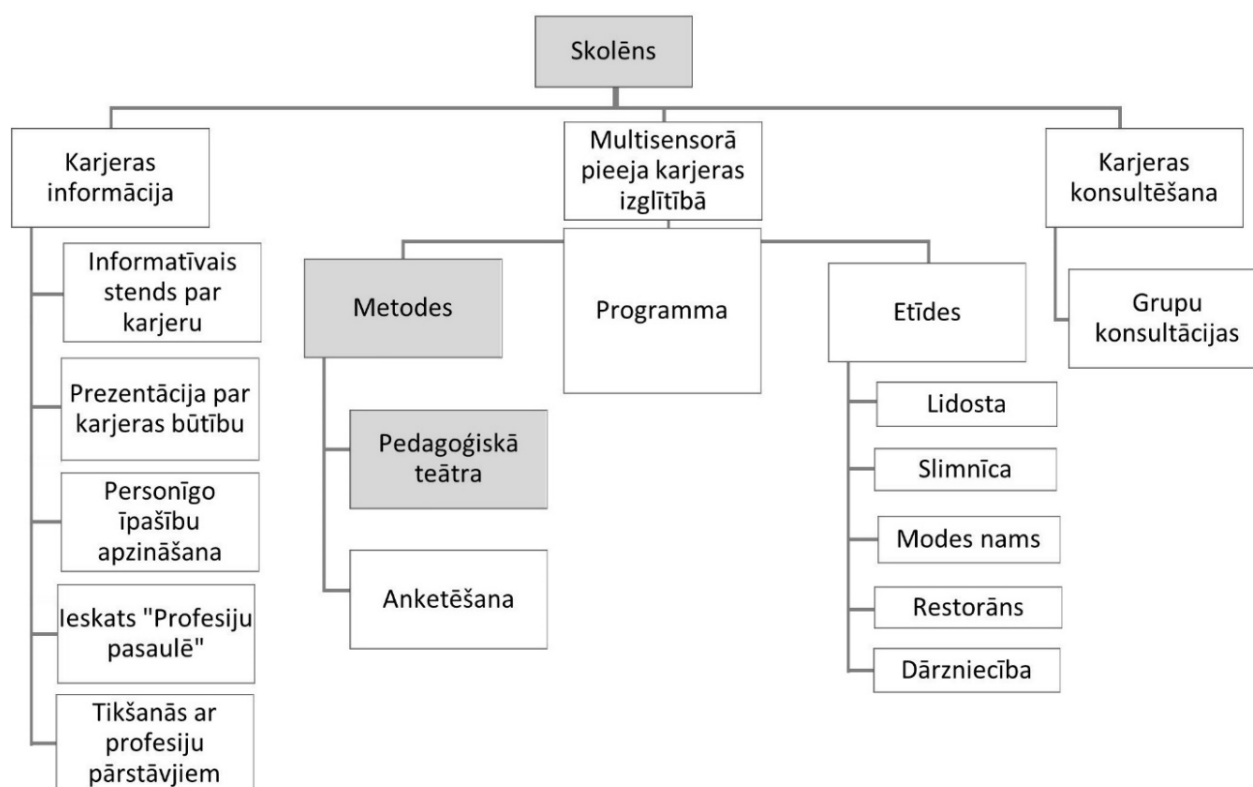 Skolēns
Karjeras
informācija
Informatīvais
stends par
karjeru
Prezentācija par
karjeras būtību
Personīgo
īpašību
apzināšana
Ieskats "Profesiju
pasaulē"
Tikšanās ar
profesiju
pārstāvjiem
Multisensorā
pieeja karjeras
izglītībā
Metodes
Pedagoģiskā
teātra
Anketēšana
Programma
Etīdes
Lidosta
Slimnīca
Modes nams
Restorāns
Dārzniecība
Karjeras
konsultēšana
Grupu
konsultācijas